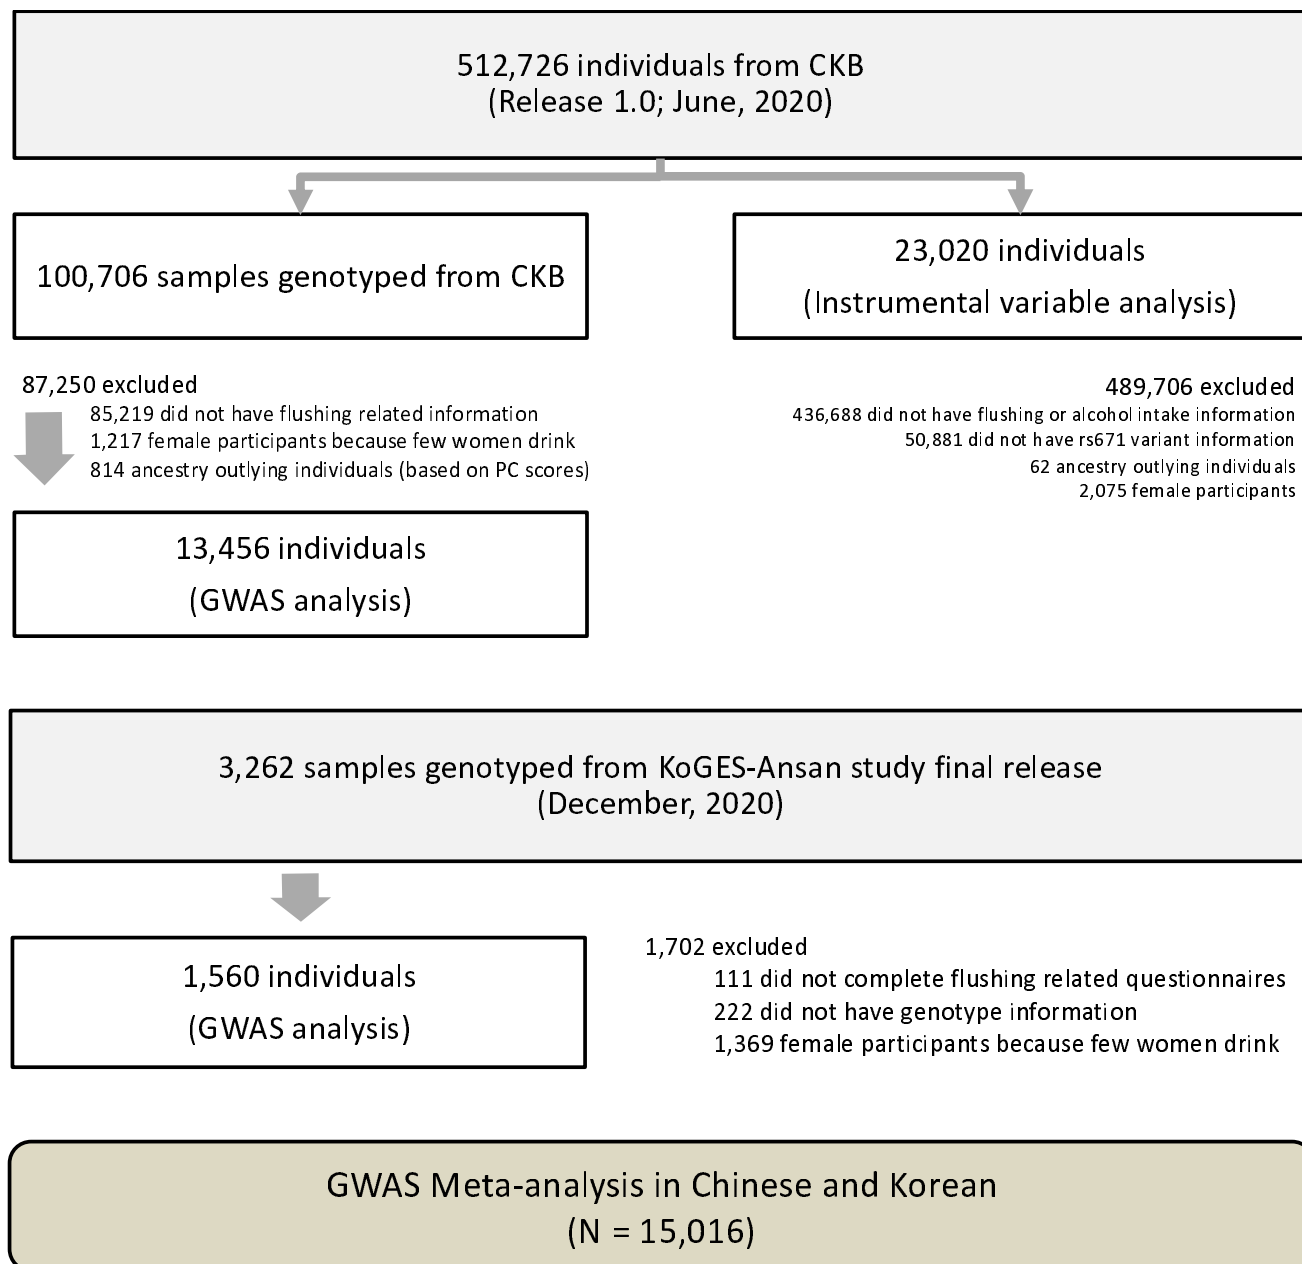 512,726 individuals from CKB
(Release 1.0; June, 2020)
100,706 samples genotyped from CKB
23,020 individuals
(Instrumental variable analysis)
87,250 excluded
85,219 did not have flushing related information
1,217 female participants because few women drink
814 ancestry outlying individuals (based on PC scores)
489,706 excluded
436,688 did not have flushing or alcohol intake information
50,881 did not have rs671 variant information
62 ancestry outlying individuals
2,075 female participants
13,456 individuals
(GWAS analysis)
3,262 samples genotyped from KoGES-Ansan study final release
(December, 2020)
1,560 individuals
(GWAS analysis)
1,702 excluded
111 did not complete flushing related questionnaires
222 did not have genotype information
1,369 female participants because few women drink
GWAS Meta-analysis in Chinese and Korean
(N = 15,016)